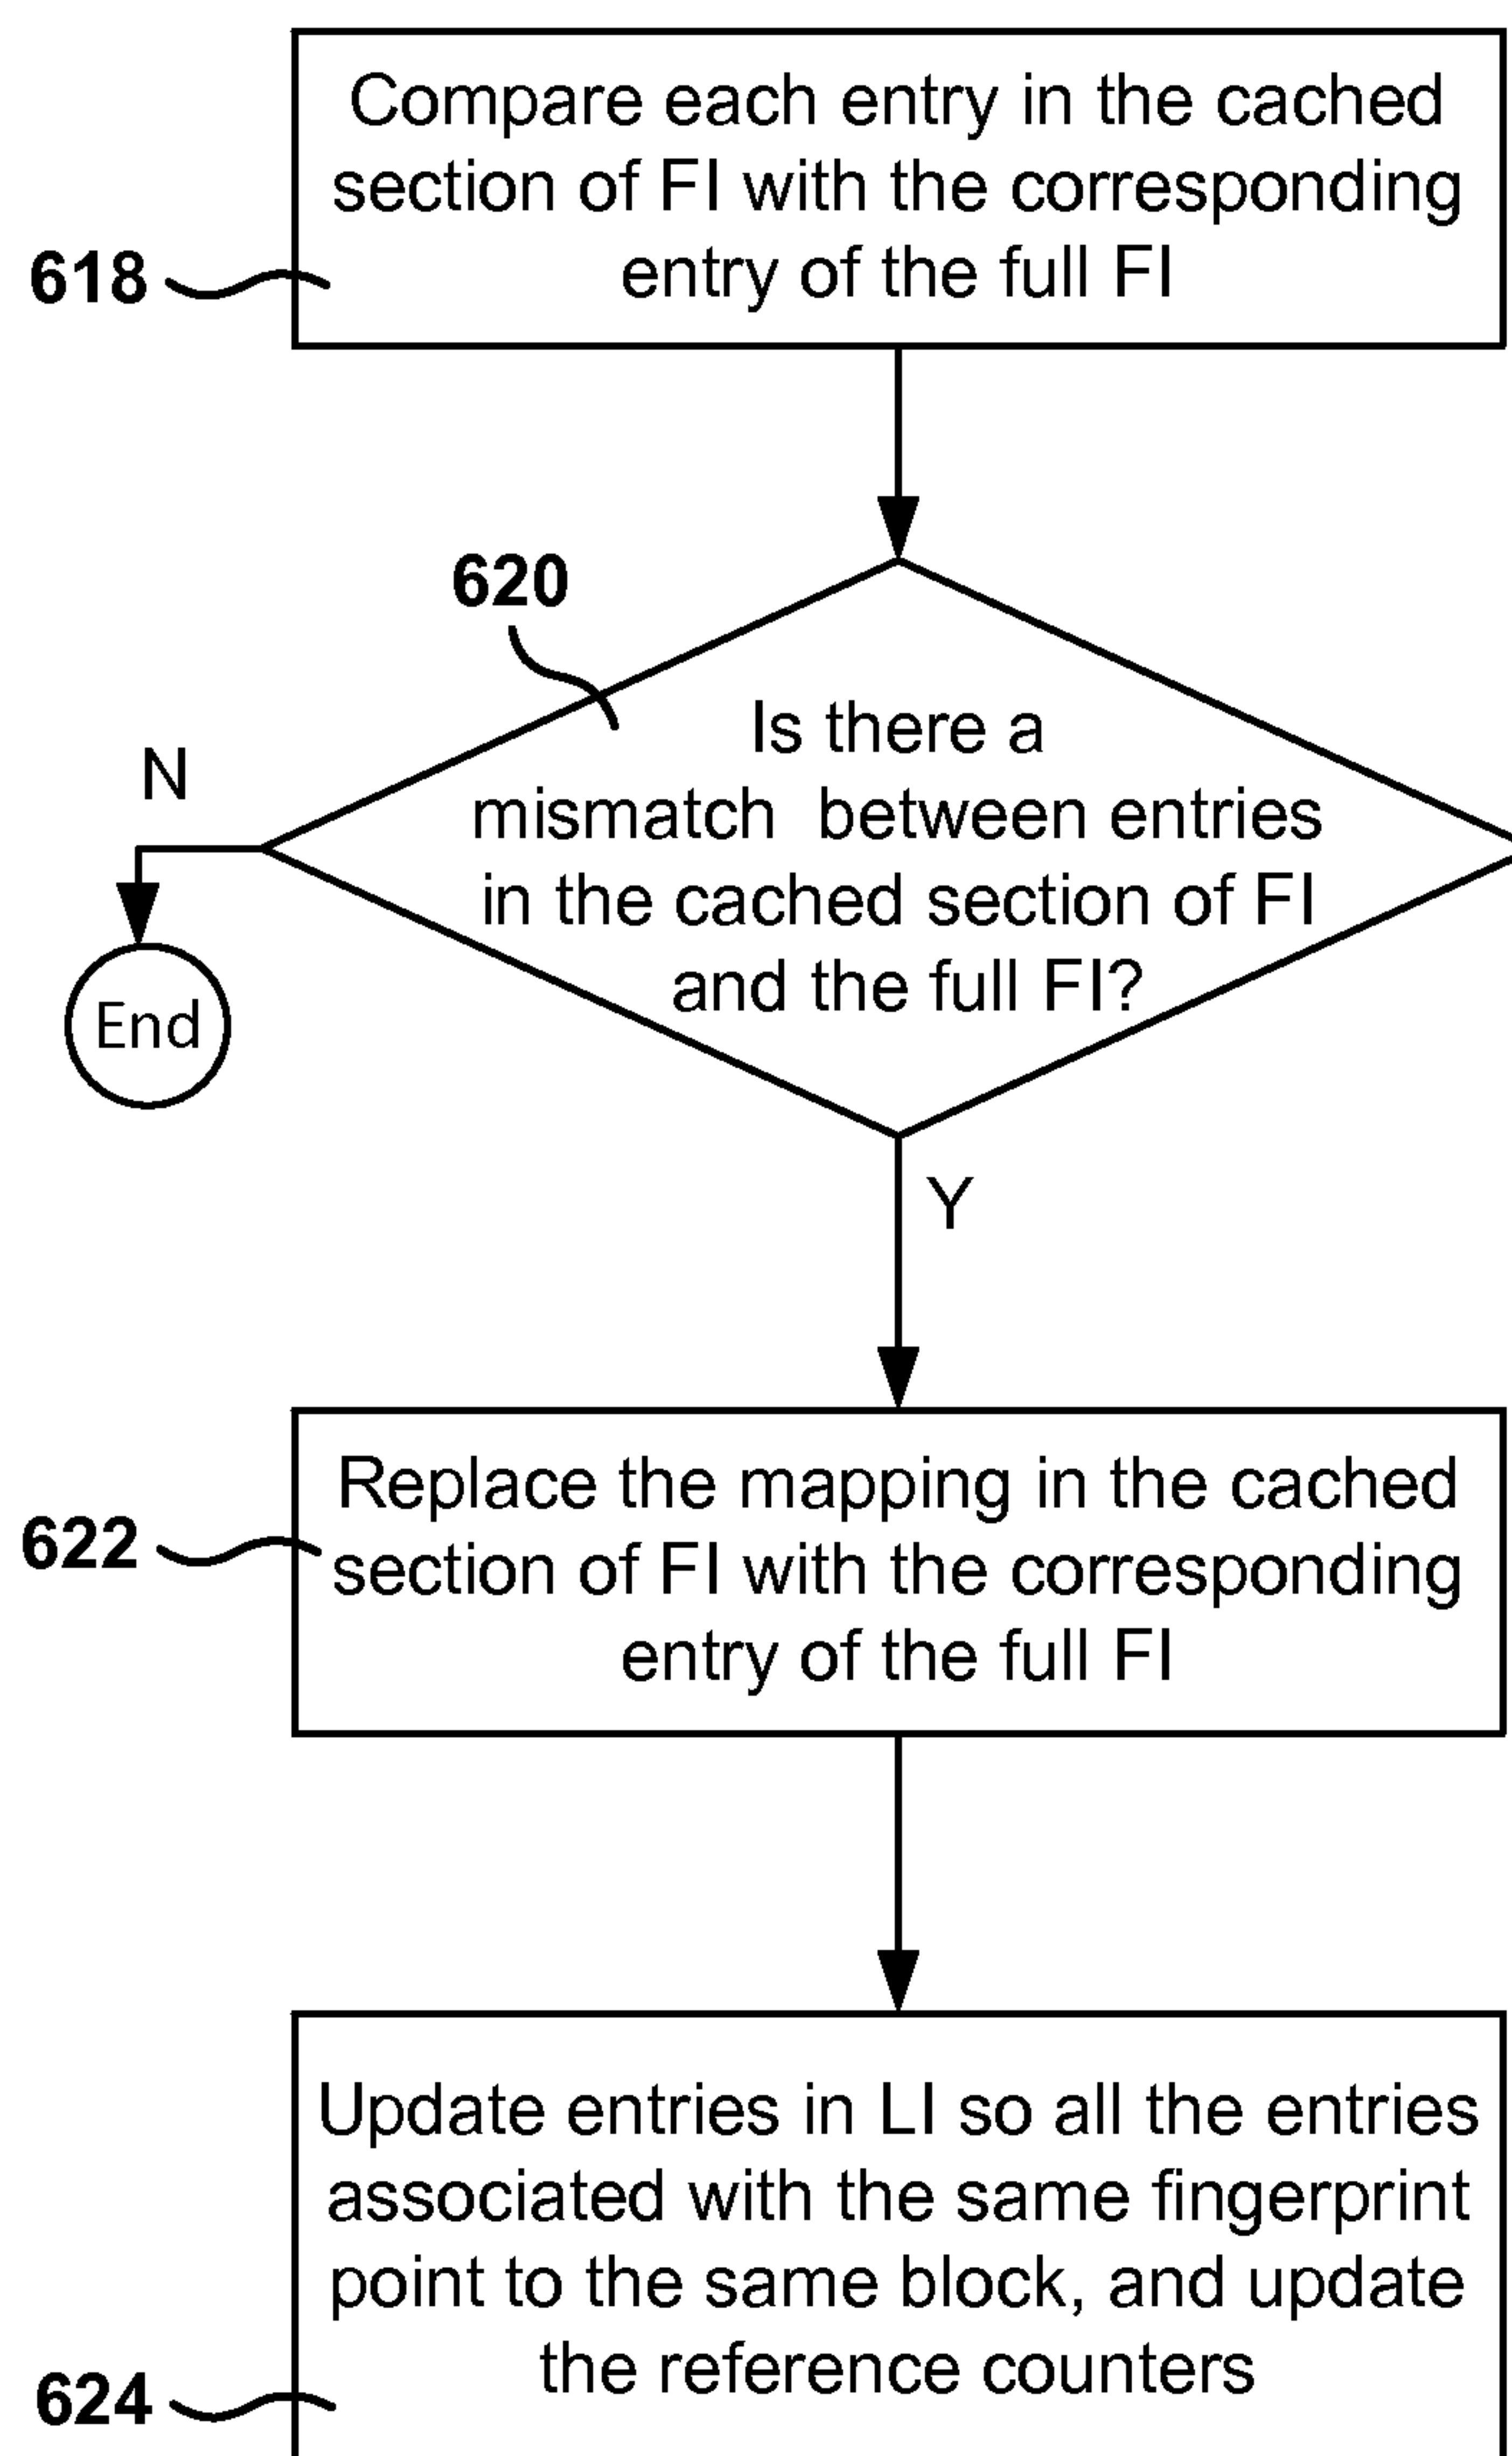 Compare each entry in the cached
section of FI with the corresponding
entry of the full FI
618
620
Is there a
mismatch between entries
in the cached section of FI
and the full FI?
N
End
Y
Replace the mapping in the cached
section of FI with the corresponding
entry of the full FI
622
Update entries in LI so all the entries
associated with the same fingerprint
point to the same block, and update
the reference counters
624